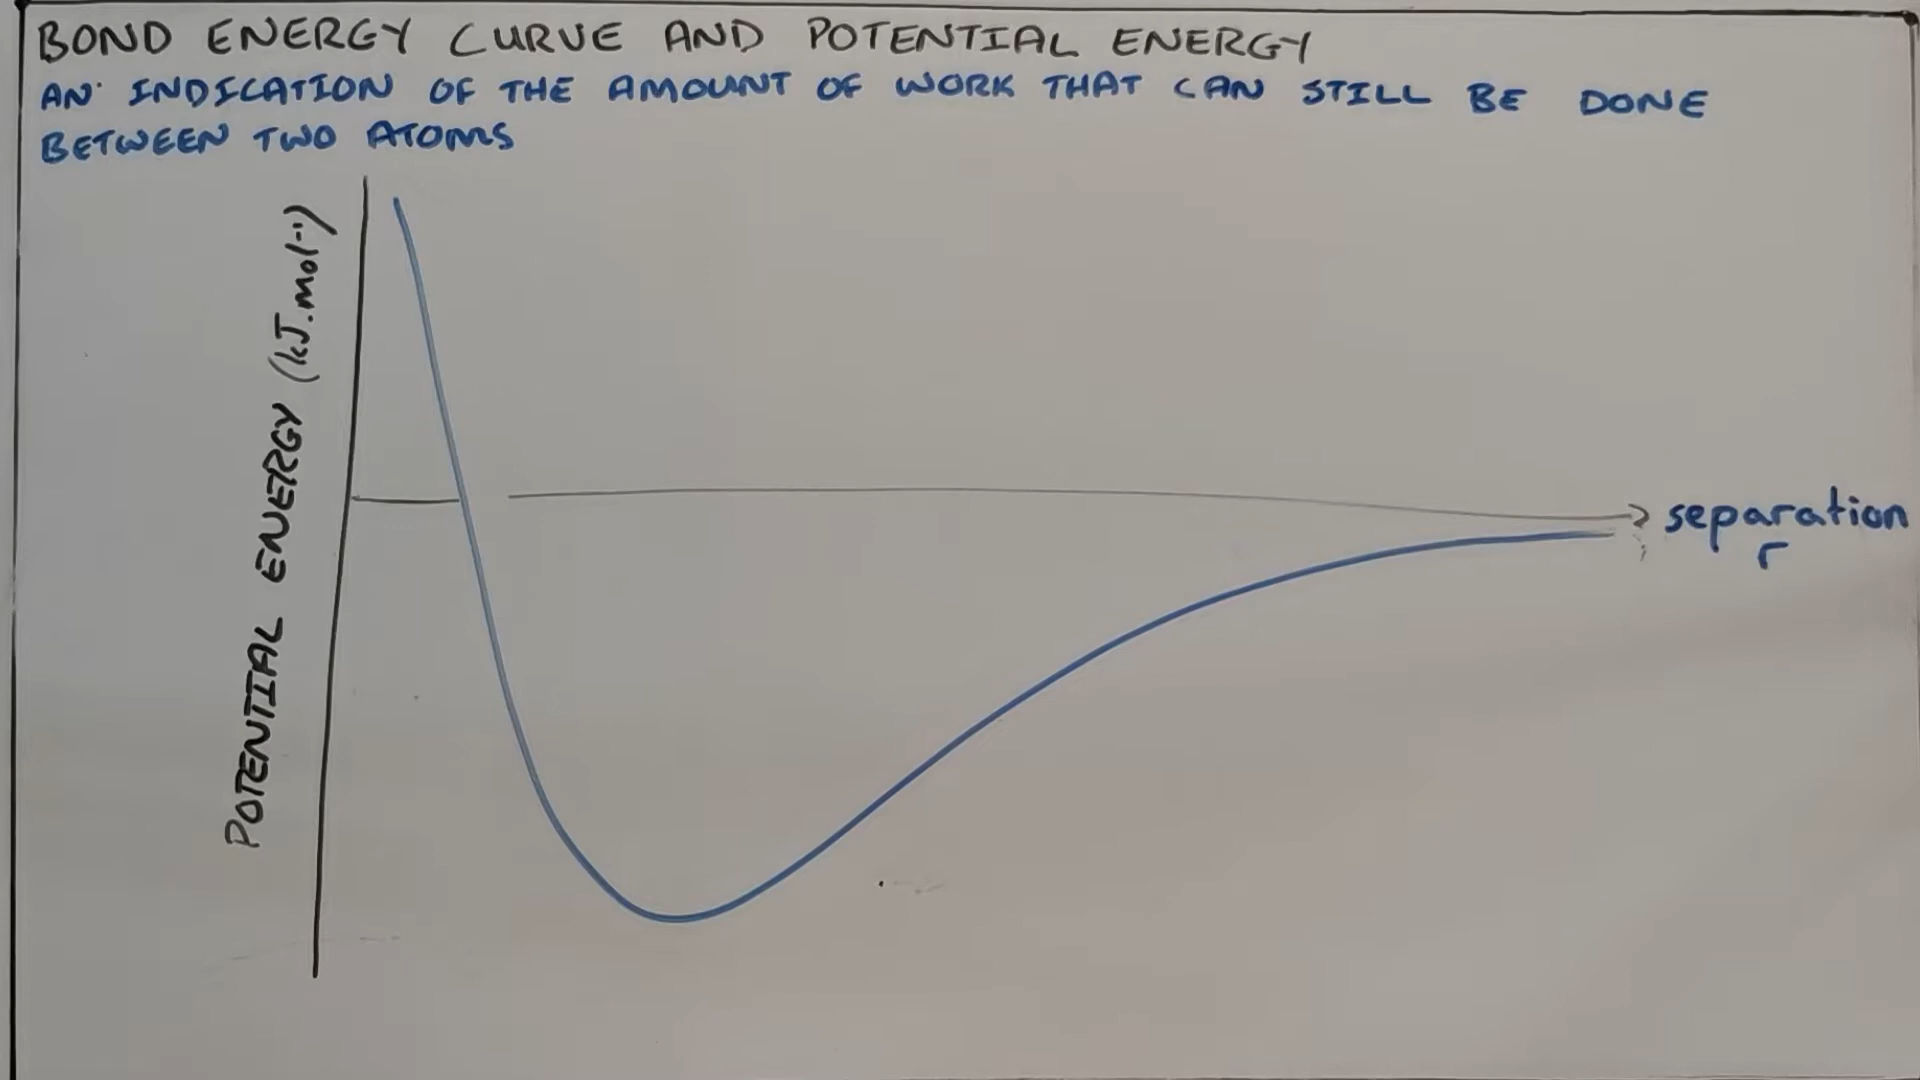 BOND ENERGY CURVE AND POTENTIAL ENERGY
AN INDICATION OF THE AMOUNT OF WORK THAT CAN STILL BE DONE
BETWEEN TWO ATOMS
POTENTIAL ENERGY (kJ.mol⁻¹)
separation
r